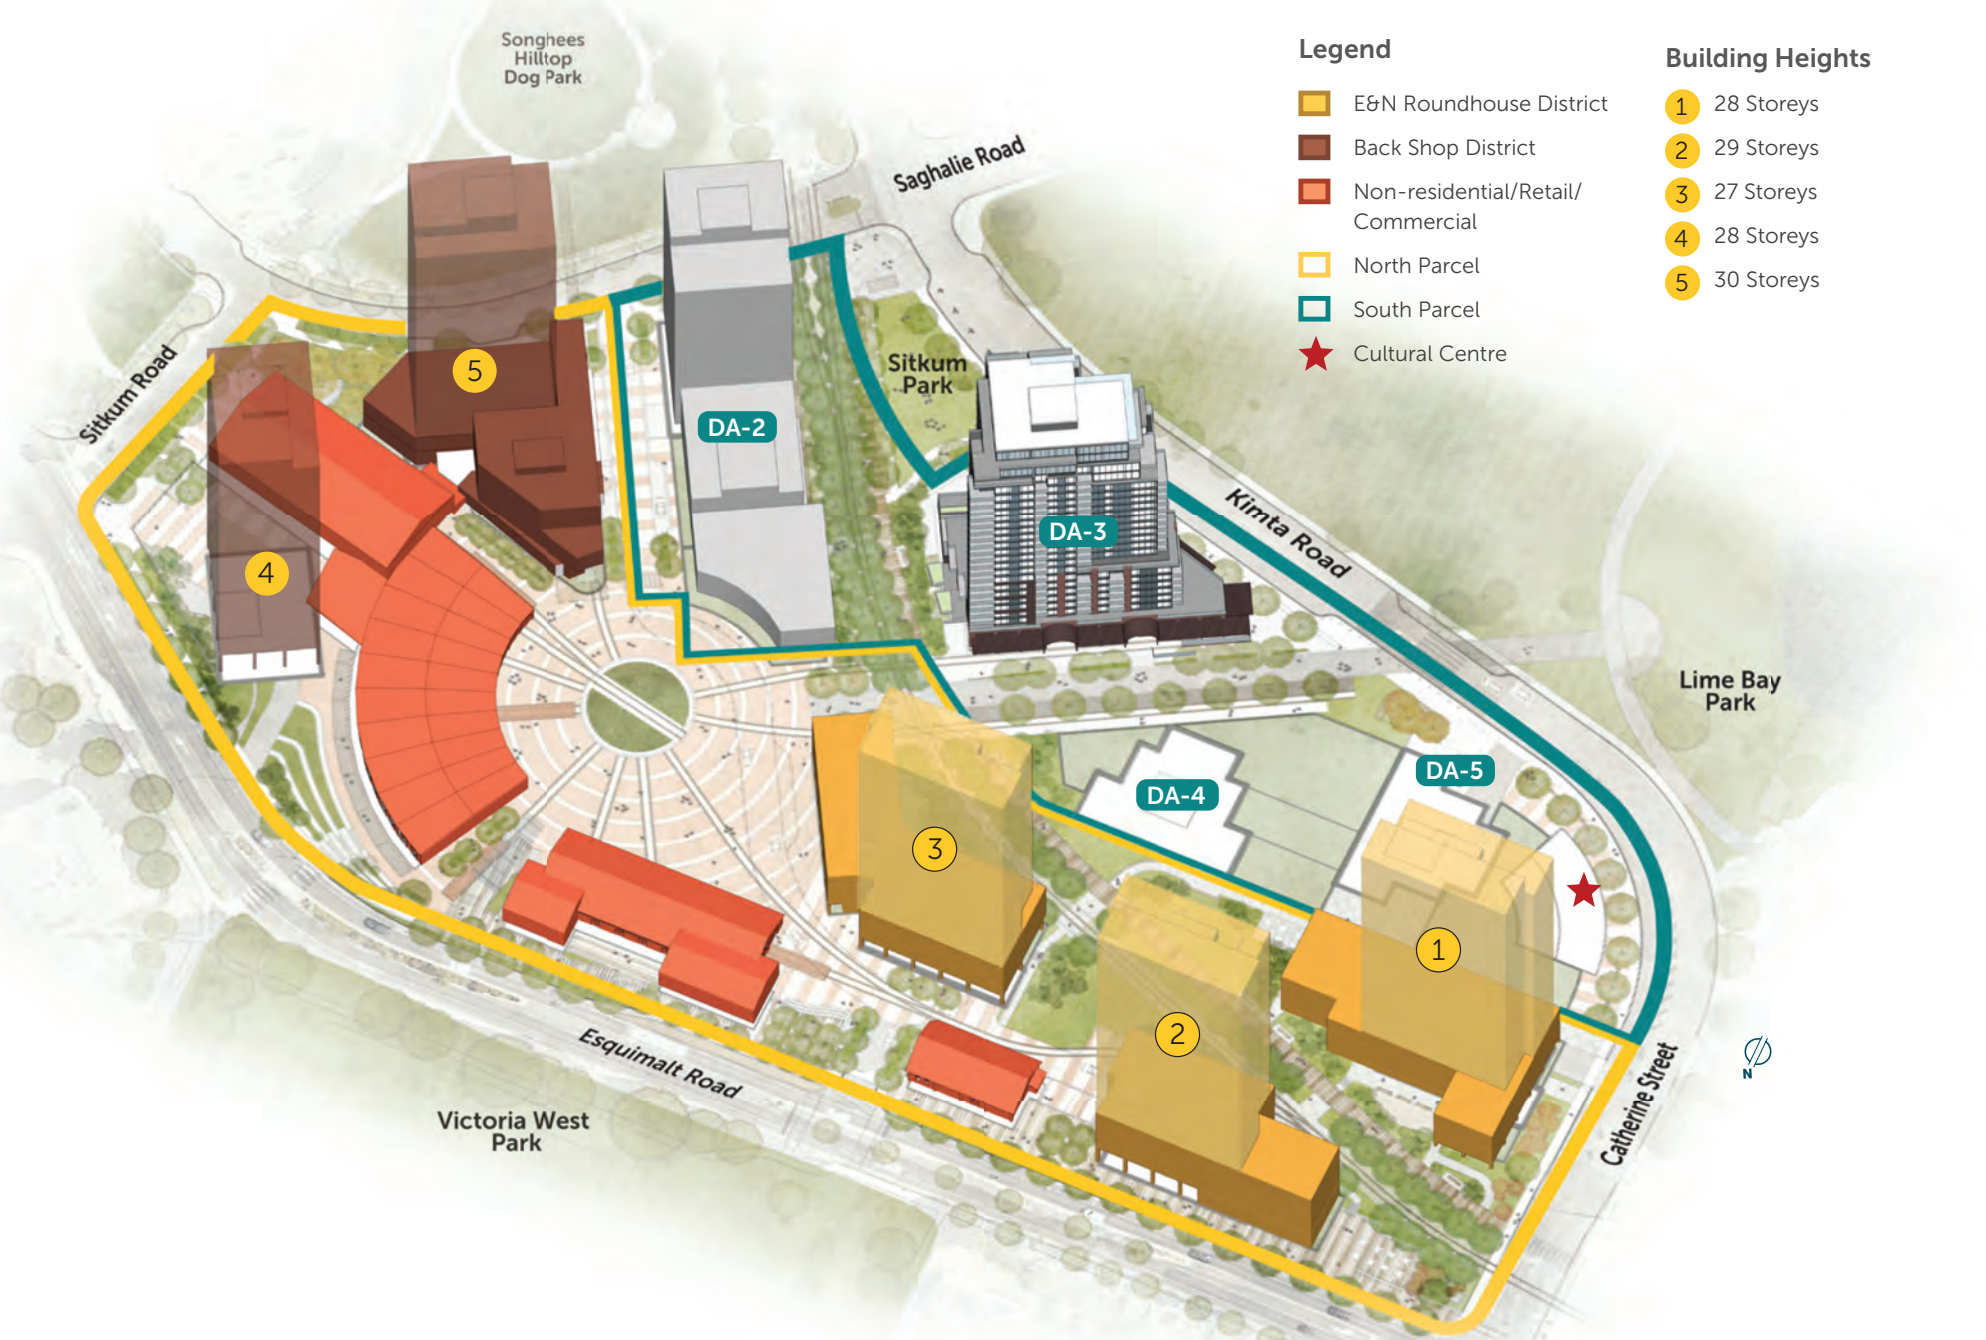 Songhees
Hilltop
Dog Park
Saghalie Road
Legend
E&N Roundhouse District
Back Shop District
Non-residential/Retail/
Commercial
North Parcel
South Parcel
Cultural Centre
Building Heights
1 28 Storeys
2 29 Storeys
3 27 Storeys
4 28 Storeys
5 30 Storeys
Sitkum Road
5
Sitkum
Park
DA-2
DA-3
Kimta Road
4
Lime Bay
Park
DA-5
DA-4
3
1
2
Esquimalt Road
Victoria West
Park
Catherine Street
N